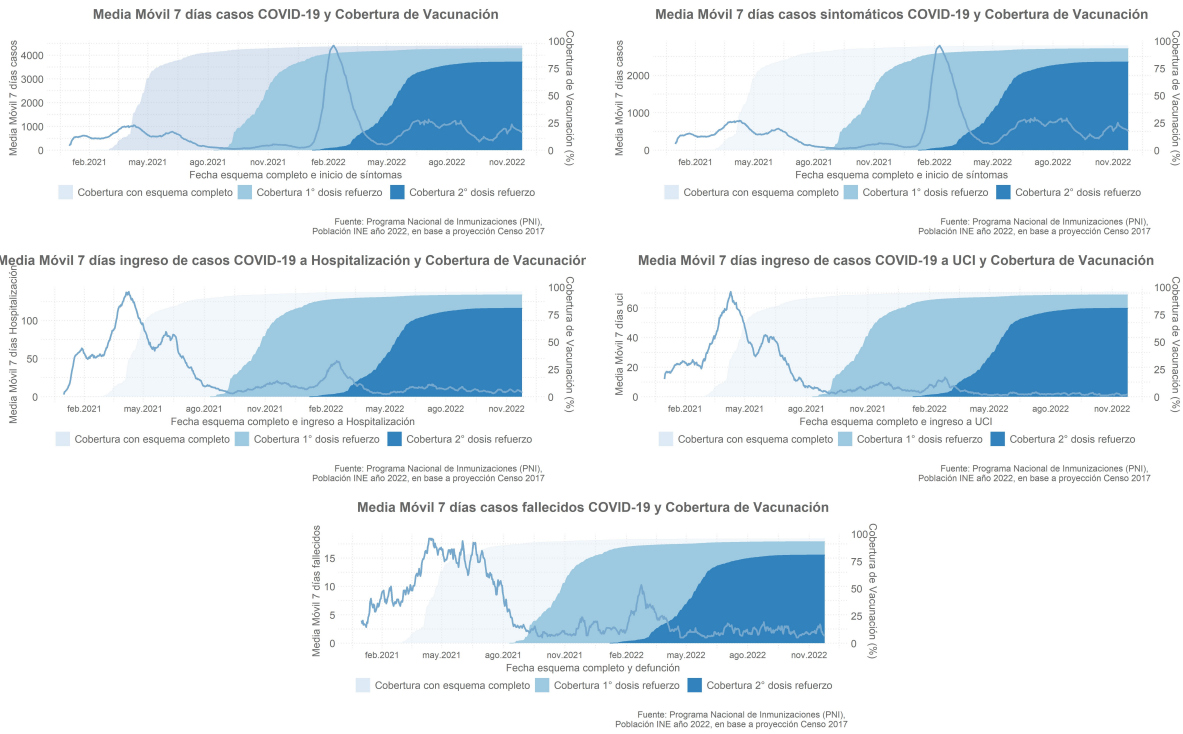 Media Móvil 7 días casos COVID-19 y Cobertura de Vacunación
Media Móvil 7 días casos
4000
3000
2000
1000
0
100
75
50
25
0
Cobertura de Vacunación (%)
feb.2021 may.2021 ago.2021 nov.2021 feb.2022 may.2022 ago.2022 nov.2022
Fecha esquema completo e inicio de síntomas
Cobertura con esquema completo Cobertura 1° dosis refuerzo Cobertura 2° dosis refuerzo
Fuente: Programa Nacional de Inmunizaciones (PNI),
Población INE año 2022, en base a proyección Censo 2017
Media Móvil 7 días casos sintomáticos COVID-19 y Cobertura de Vacunación
Media Móvil 7 días casos
2000
1000
0
100
75
50
25
0
Cobertura de Vacunación (%)
feb.2021 may.2021 ago.2021 nov.2021 feb.2022 may.2022 ago.2022 nov.2022
Fecha esquema completo e inicio de síntomas
Cobertura con esquema completo Cobertura 1° dosis refuerzo Cobertura 2° dosis refuerzo
Fuente: Programa Nacional de Inmunizaciones (PNI),
Población INE año 2022, en base a proyección Censo 2017
Media Móvil 7 días ingreso de casos COVID-19 a Hospitalización y Cobertura de Vacunación
Media Móvil 7 días Hospitalización
100
50
0
100
75
50
25
0
Cobertura de Vacunación (%)
feb.2021 may.2021 ago.2021 nov.2021 feb.2022 may.2022 ago.2022 nov.2022
Fecha esquema completo e ingreso a Hospitalización
Cobertura con esquema completo Cobertura 1° dosis refuerzo Cobertura 2° dosis refuerzo
Fuente: Programa Nacional de Inmunizaciones (PNI),
Población INE año 2022, en base a proyección Censo 2017
Media Móvil 7 días ingreso de casos COVID-19 a UCI y Cobertura de Vacunación
Media Móvil 7 días uci
60
40
20
0
100
75
50
25
0
Cobertura de Vacunación (%)
feb.2021 may.2021 ago.2021 nov.2021 feb.2022 may.2022 ago.2022 nov.2022
Fecha esquema completo e ingreso a UCI
Cobertura con esquema completo Cobertura 1° dosis refuerzo Cobertura 2° dosis refuerzo
Fuente: Programa Nacional de Inmunizaciones (PNI),
Población INE año 2022, en base a proyección Censo 2017
Media Móvil 7 días casos fallecidos COVID-19 y Cobertura de Vacunación
Media Móvil 7 días fallecidos
15
10
5
0
100
75
50
25
0
Cobertura de Vacunación (%)
feb.2021 may.2021 ago.2021 nov.2021 feb.2022 may.2022 ago.2022 nov.2022
Fecha esquema completo y defunción
Cobertura con esquema completo Cobertura 1° dosis refuerzo Cobertura 2° dosis refuerzo
Fuente: Programa Nacional de Inmunizaciones (PNI),
Población INE año 2022, en base a proyección Censo 2017